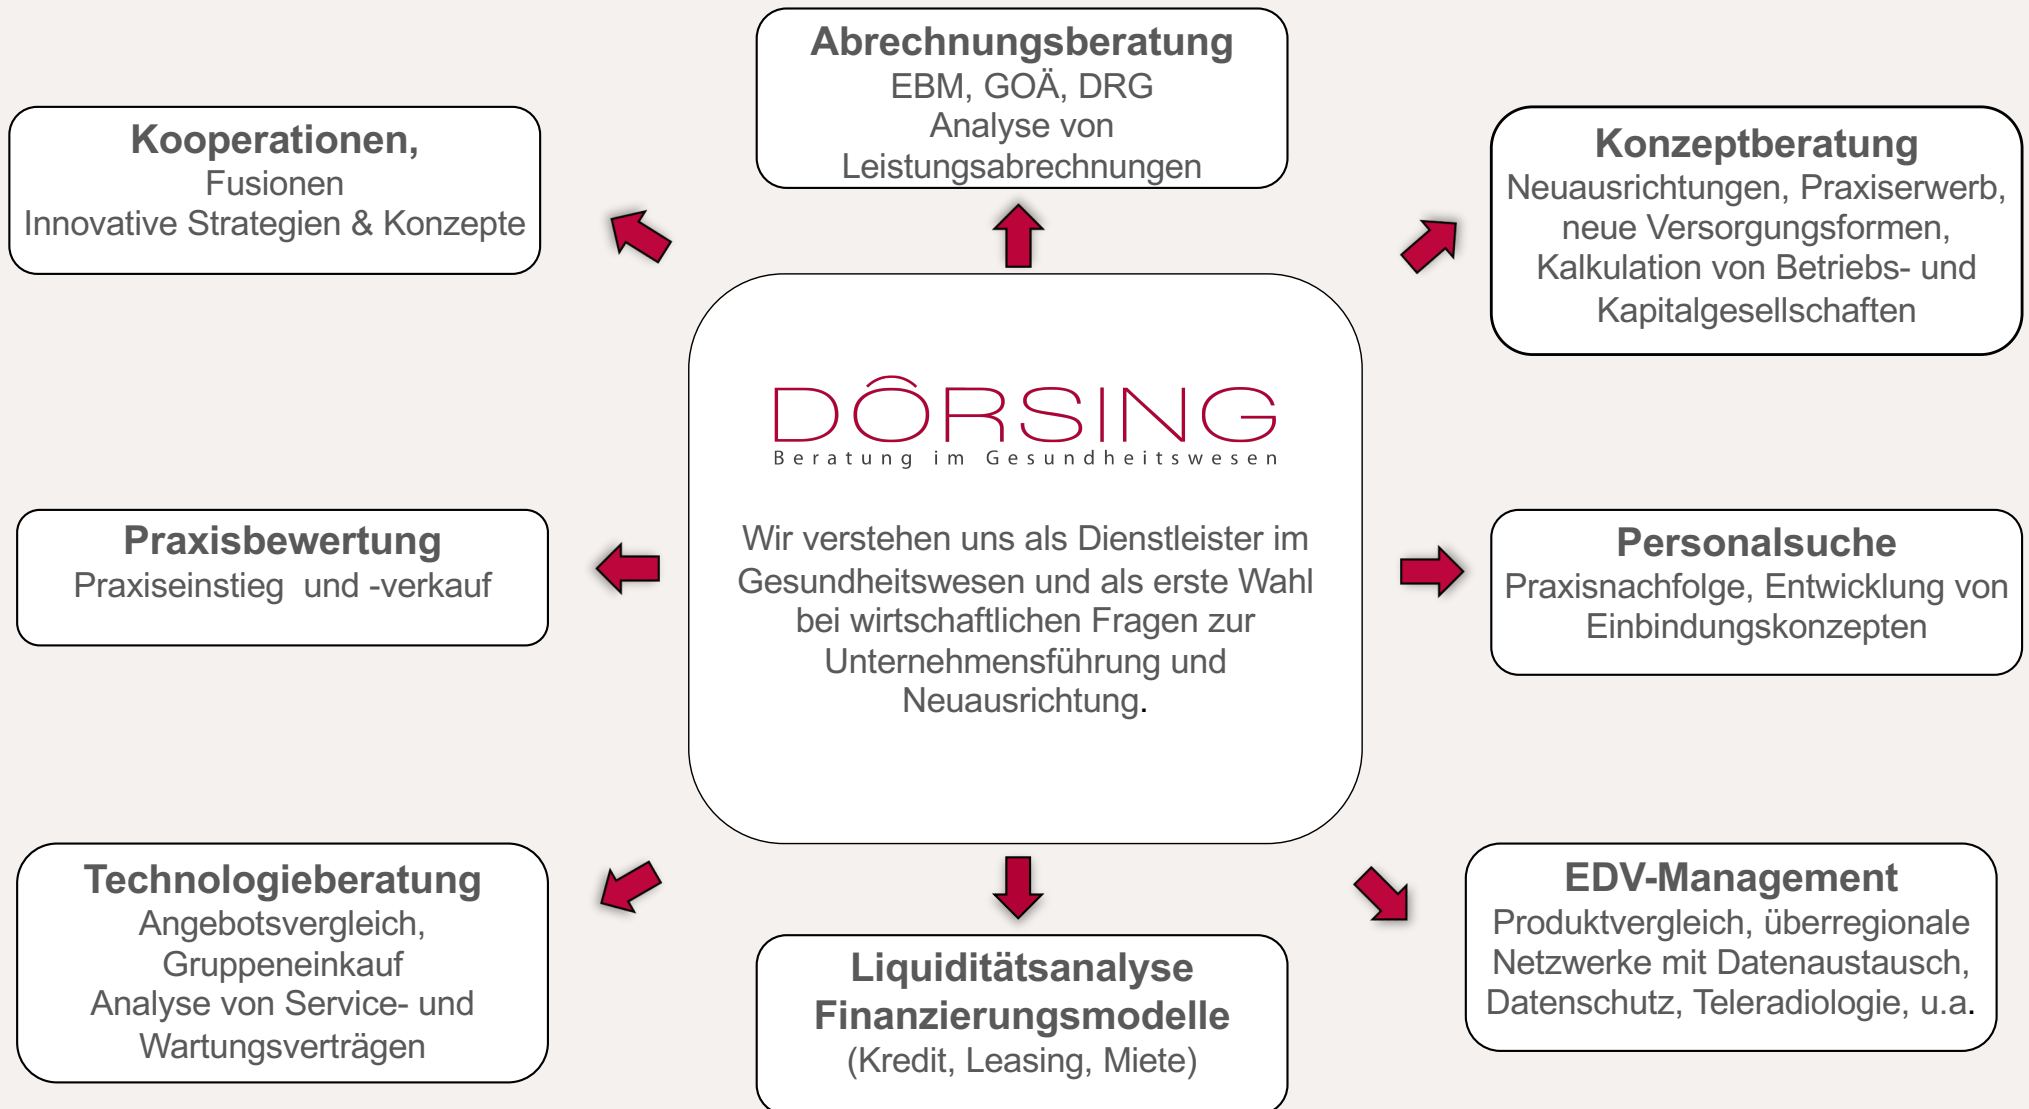 Abrechnungsberatung
EBM, GOÄ, DRG
Analyse von
Leistungsabrechnungen
Kooperationen,
Fusionen
Innovative Strategien & Konzepte
Konzeptberatung
Neuausrichtungen, Praxiserwerb,
neue Versorgungsformen,
Kalkulation von Betriebs- und
Kapitalgesellschaften
DÔRSING
Beratung im Gesundheitswesen
Wir verstehen uns als Dienstleister im
Gesundheitswesen und als erste Wahl
bei wirtschaftlichen Fragen zur
Unternehmensführung und
Neuausrichtung.
Praxisbewertung
Praxiseinstieg und -verkauf
Personalsuche
Praxisnachfolge, Entwicklung von
Einbindungskonzepten
Technologieberatung
Angebotsvergleich,
Gruppeneinkauf
Analyse von Service- und
Wartungsverträgen
Liquiditätsanalyse
Finanzierungsmodelle
(Kredit, Leasing, Miete)
EDV-Management
Produktvergleich, überregionale
Netzwerke mit Datenaustausch,
Datenschutz, Teleradiologie, u.a.